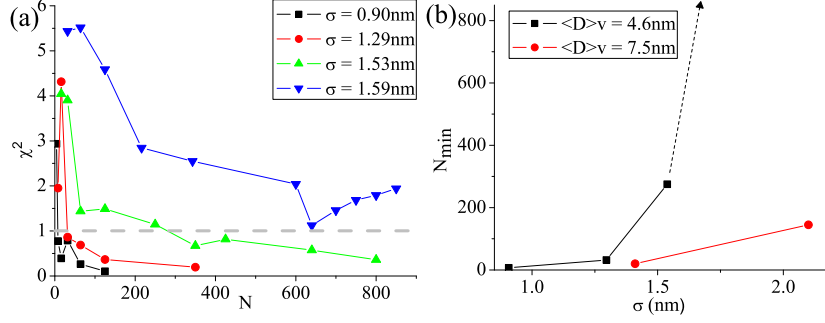 (a)
χ²
6
5
4
3
2
1
0
0 200 400 600 800
N
σ = 0.90nm
σ = 1.29nm
σ = 1.53nm
σ = 1.59nm
(b)
N_min
800
600
400
200
0
1.0 1.5 2.0
σ (nm)
<D>v = 4.6nm
<D>v = 7.5nm